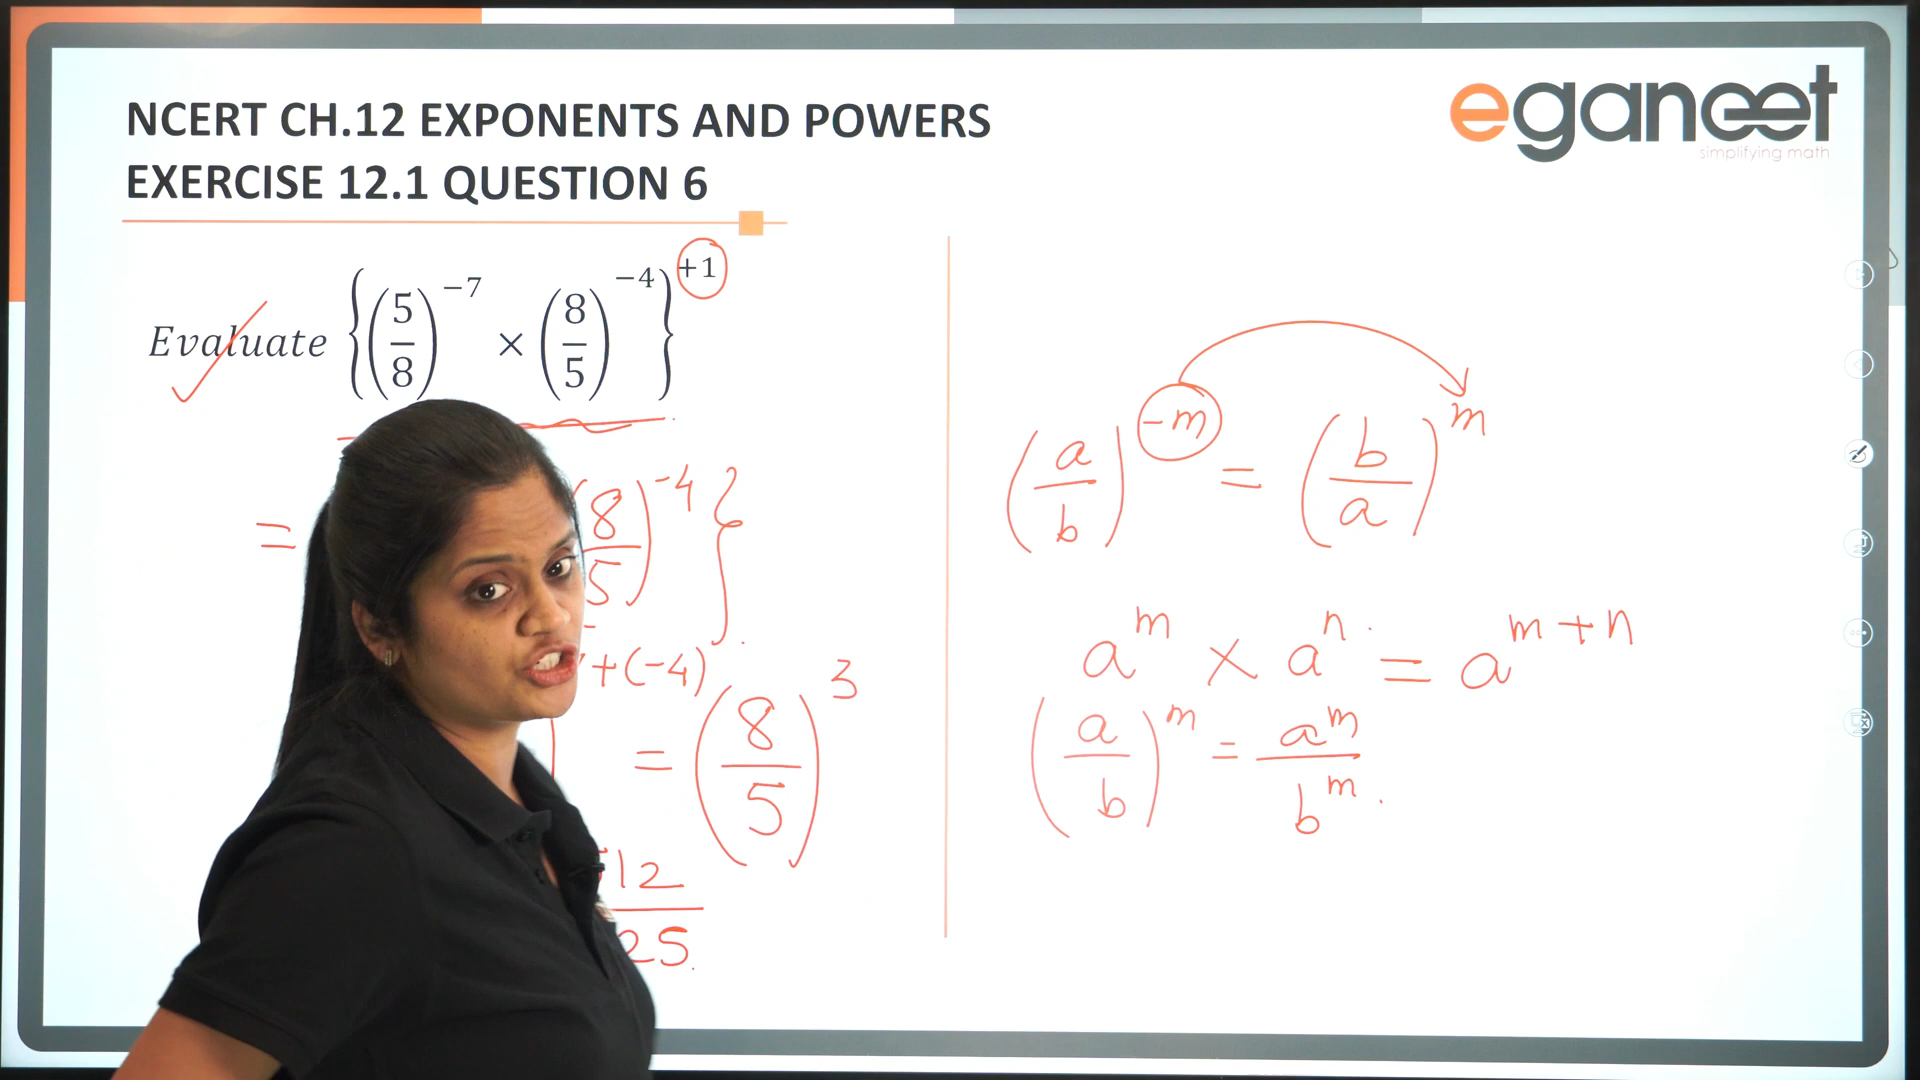 NCERT CH.12 EXPONENTS AND POWERS
EXERCISE 12.1 QUESTION 6
eganeet
simplifying math
Evaluate {(5/8)^−7 × (8/5)^−4}^+1
= (8/5)^-4}
+(-4)
= (8/5)^3
12
25
(a/b)^-m = (b/a)^m
a^m × a^n = a^m+n
(a/b)^m = a^m/b^m